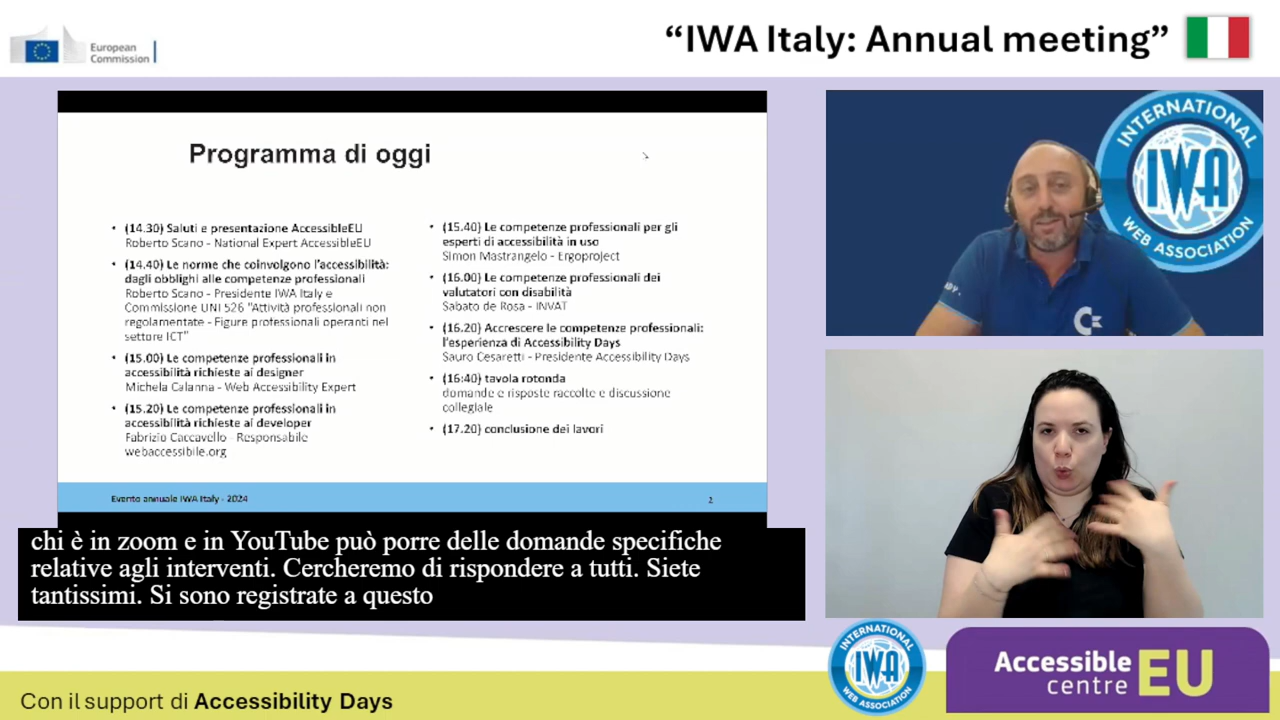 European
Commission
“IWA Italy: Annual meeting”
Programma di oggi
• (14.30) Saluti e presentazione AccessibleEU
Roberto Scano - National Expert AccessibleEU
• (14.40) Le norme che coinvolgono l'accessibilità:
dagli obblighi alle competenze professionali
Roberto Scano - Presidente IWA Italy e
Commissione UNI 526 "Attività professionali non
regolamentate - Figure professionali operanti nel
settore ICT"
• (15.00) Le competenze professionali in
accessibilità richieste ai designer
Michela Calanna - Web Accessibility Expert
• (15.20) Le competenze professionali in
accessibilità richieste ai developer
Fabrizio Caccavello - Responsabile
webaccessibile.org
• (15.40) Le competenze professionali per gli
esperti di accessibilità in uso
Simon Mastrangelo - Ergoproject
• (16.00) Le competenze professionali dei
valutatori con disabilità
Sabato de Rosa - INVAT
• (16.20) Accrescere le competenze professionali:
l'esperienza di Accessibility Days
Sauro Cesaretti - Presidente Accessibility Days
• (16:40) tavola rotonda
domande e risposte raccolte e discussione
collegiale
• (17.20) conclusione dei lavori
Evento annuale IWA Italy - 2024
2
INTERNATIONAL
IWA
WEB ASSOCIATION
chi è in zoom e in YouTube può porre delle domande specifiche
relative agli interventi. Cercheremo di rispondere a tutti. Siete
tantissimi. Si sono registrate a questo
INTERNATIONAL
IWA
WEB ASSOCIATION
Accessible
centre
EU
Con il support di Accessibility Days